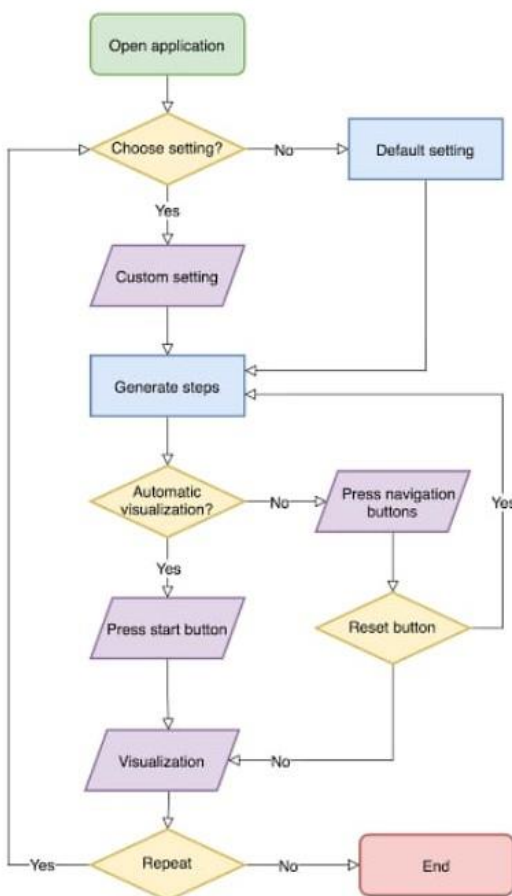 Open application
Choose setting?
No
Default setting
Yes
Custom setting
Generate steps
Automatic
visualization?
No
Press navigation
buttons
Yes
Yes
Press start button
Reset button
Visualization
No
Yes
Repeat
No
End